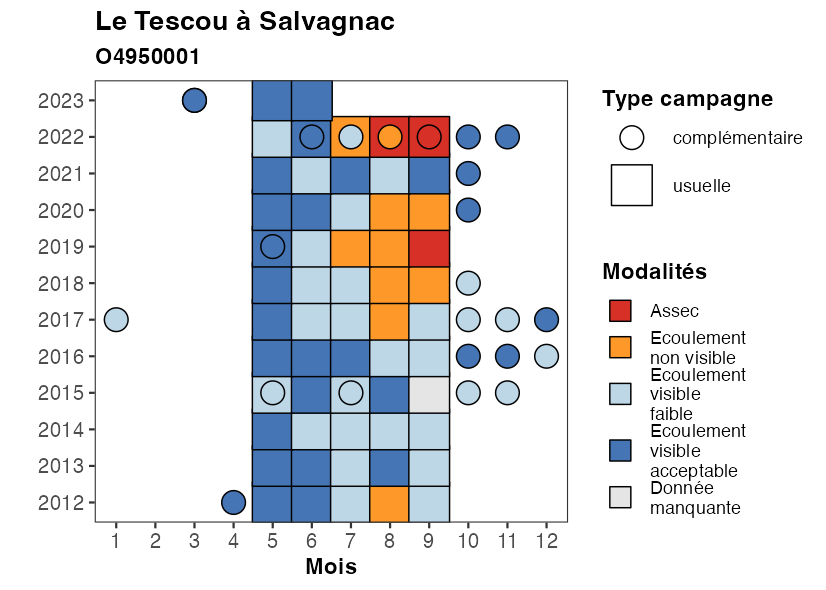 Le Tescou à Salvagnac
O4950001
2023
2022
2021
2020
2019
2018
2017
2016
2015
2014
2013
2012
1 2 3 4 5 6 7 8 9 10 11 12
Mois
Type campagne
complémentaire
usuelle
Modalités
Assec
Ecoulement
non visible
Ecoulement
visible
faible
Ecoulement
visible
acceptable
Donnée
manquante